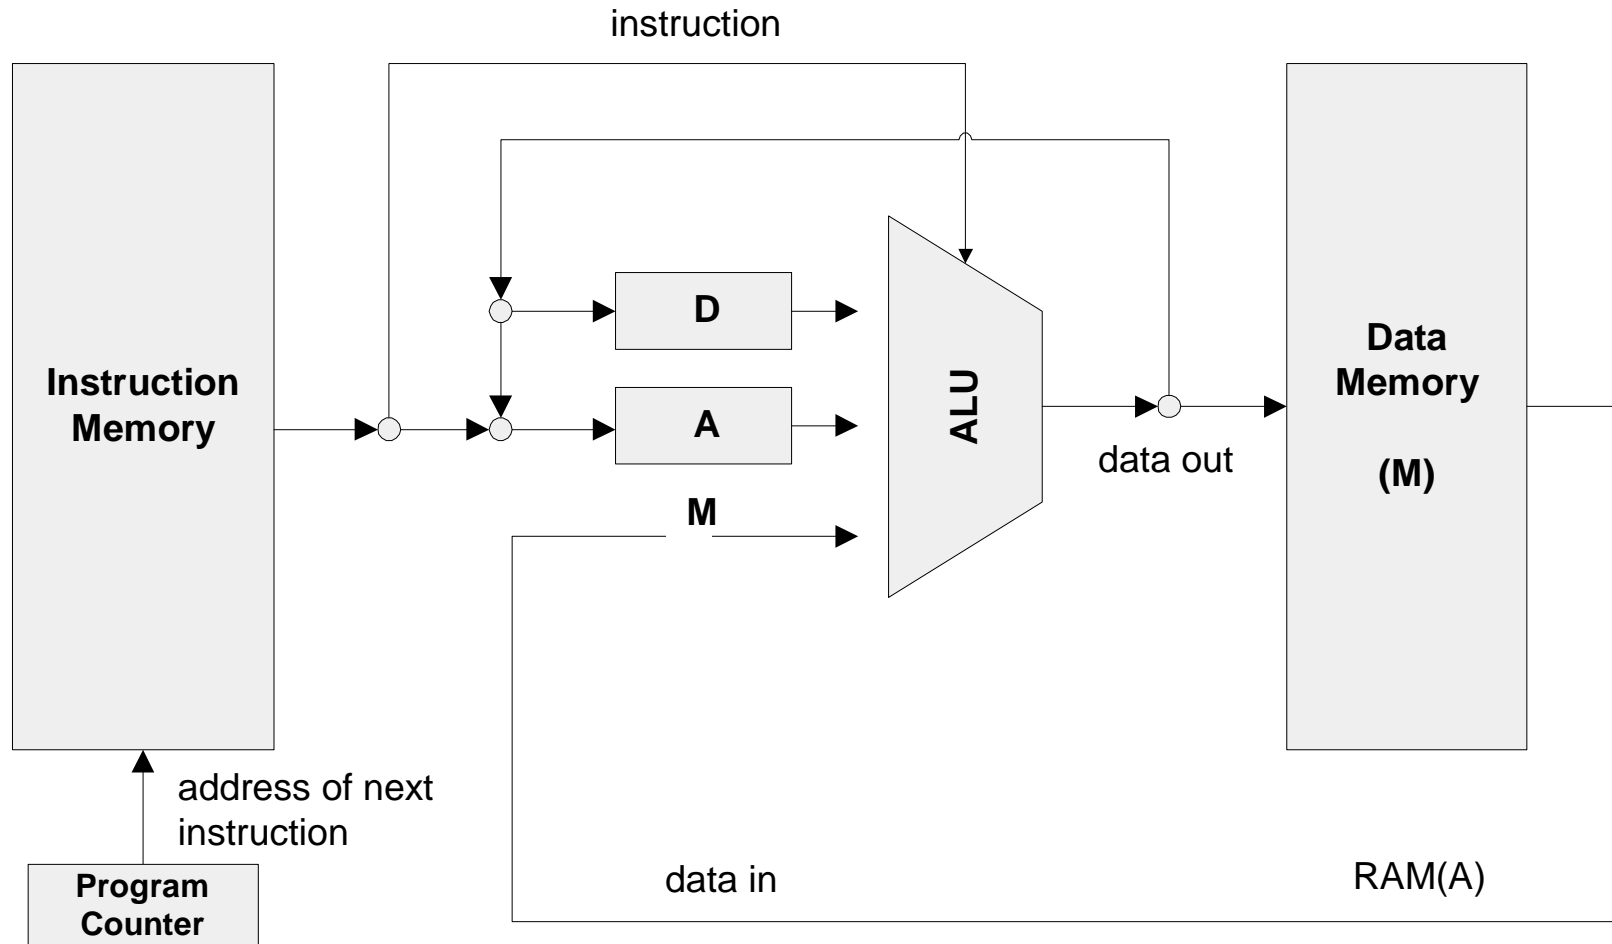 instruction
Instruction
Memory
D
A
M
ALU
data out
Data
Memory
(M)
address of next
instruction
Program
Counter
data in
RAM(A)